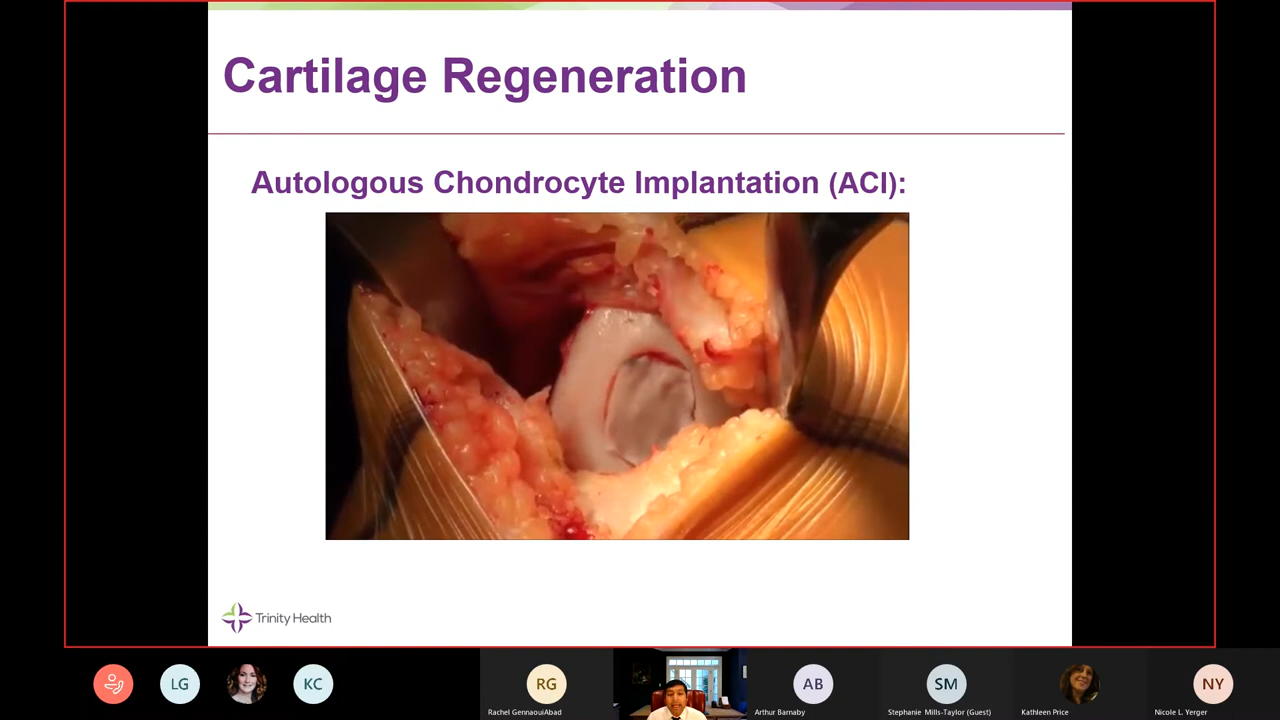 Cartilage Regeneration
Autologous Chondrocyte Implantation (ACI):
Trinity Health
LG
KC
RG
AB
SM
NY
Rachel GennaouiAbad
Arthur Barnaby
Stephanie Mills-Taylor (Guest)
Kathleen Price
Nicole L. Yerger